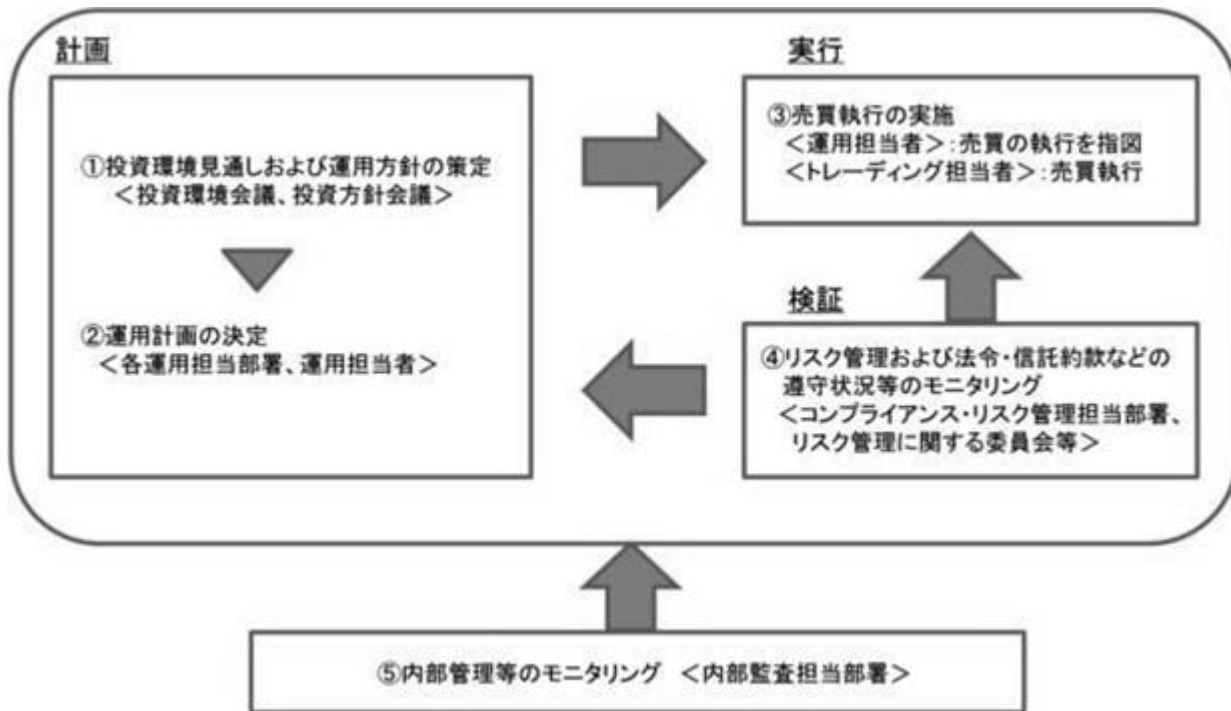 計画
①投資環境見通しおよび運用方針の策定
＜投資環境会議、投資方針会議＞
②運用計画の決定
＜各運用担当部署、運用担当者＞
実行
③売買執行の実施
＜運用担当者＞：売買の執行を指図
＜トレーディング担当者＞：売買執行
検証
④リスク管理および法令・信託約款などの
遵守状況等のモニタリング
＜コンプライアンス・リスク管理担当部署、
リスク管理に関する委員会等＞
⑤内部管理等のモニタリング　＜内部監査担当部署＞